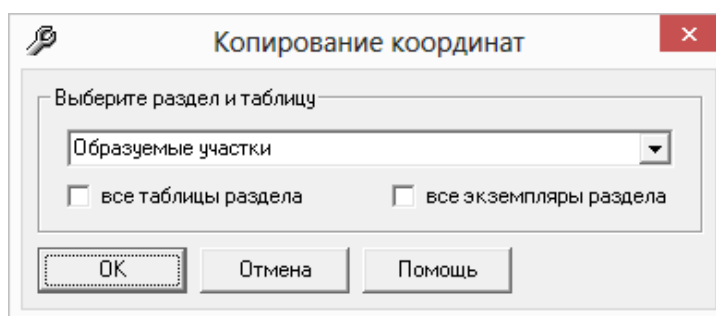 Копирование координат
Выберите раздел и таблицу
Образуемые участки
все таблицы раздела
все экземпляры раздела
OK
Отмена
Помощь